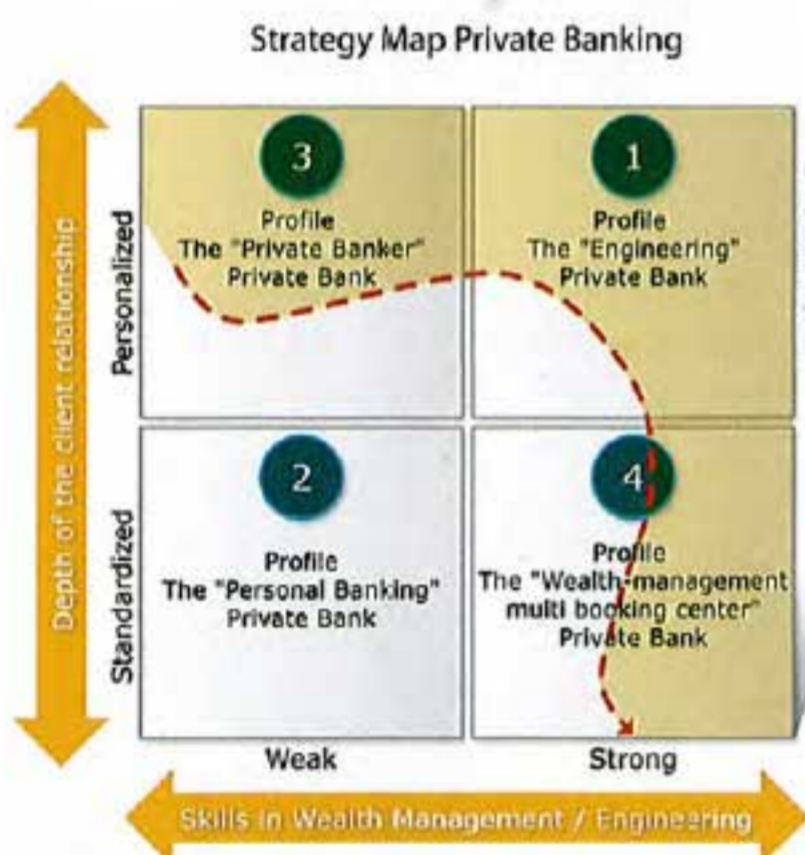 Strategy Map Private Banking
Depth of the client relationship
Personalized
3
Profile
The "Private Banker"
Private Bank
1
Profile
The "Engineering"
Private Bank
Standardized
2
Profile
The "Personal Banking"
Private Bank
4
Profile
The "Wealth-management
multi booking center"
Private Bank
Weak
Strong
Skills in Wealth Management / Engineering